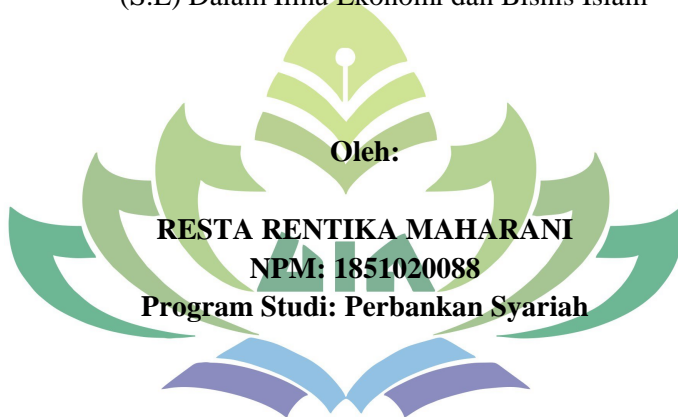 (S.E) Dalam Ilmu Ekonomi dan Bisnis Islam
Oleh:
RESTA RENTIKA MAHARANI
NPM: 1851020088
Program Studi: Perbankan Syariah